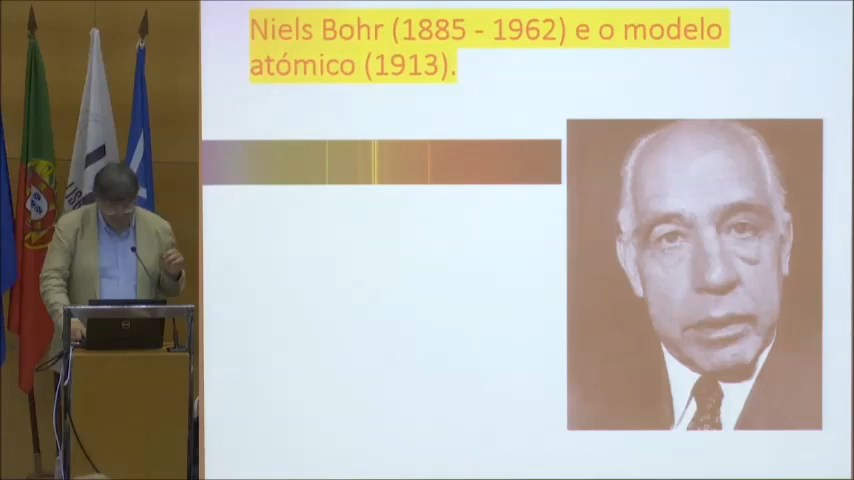 Niels Bohr (1885 - 1962) e o modelo
atómico (1913).